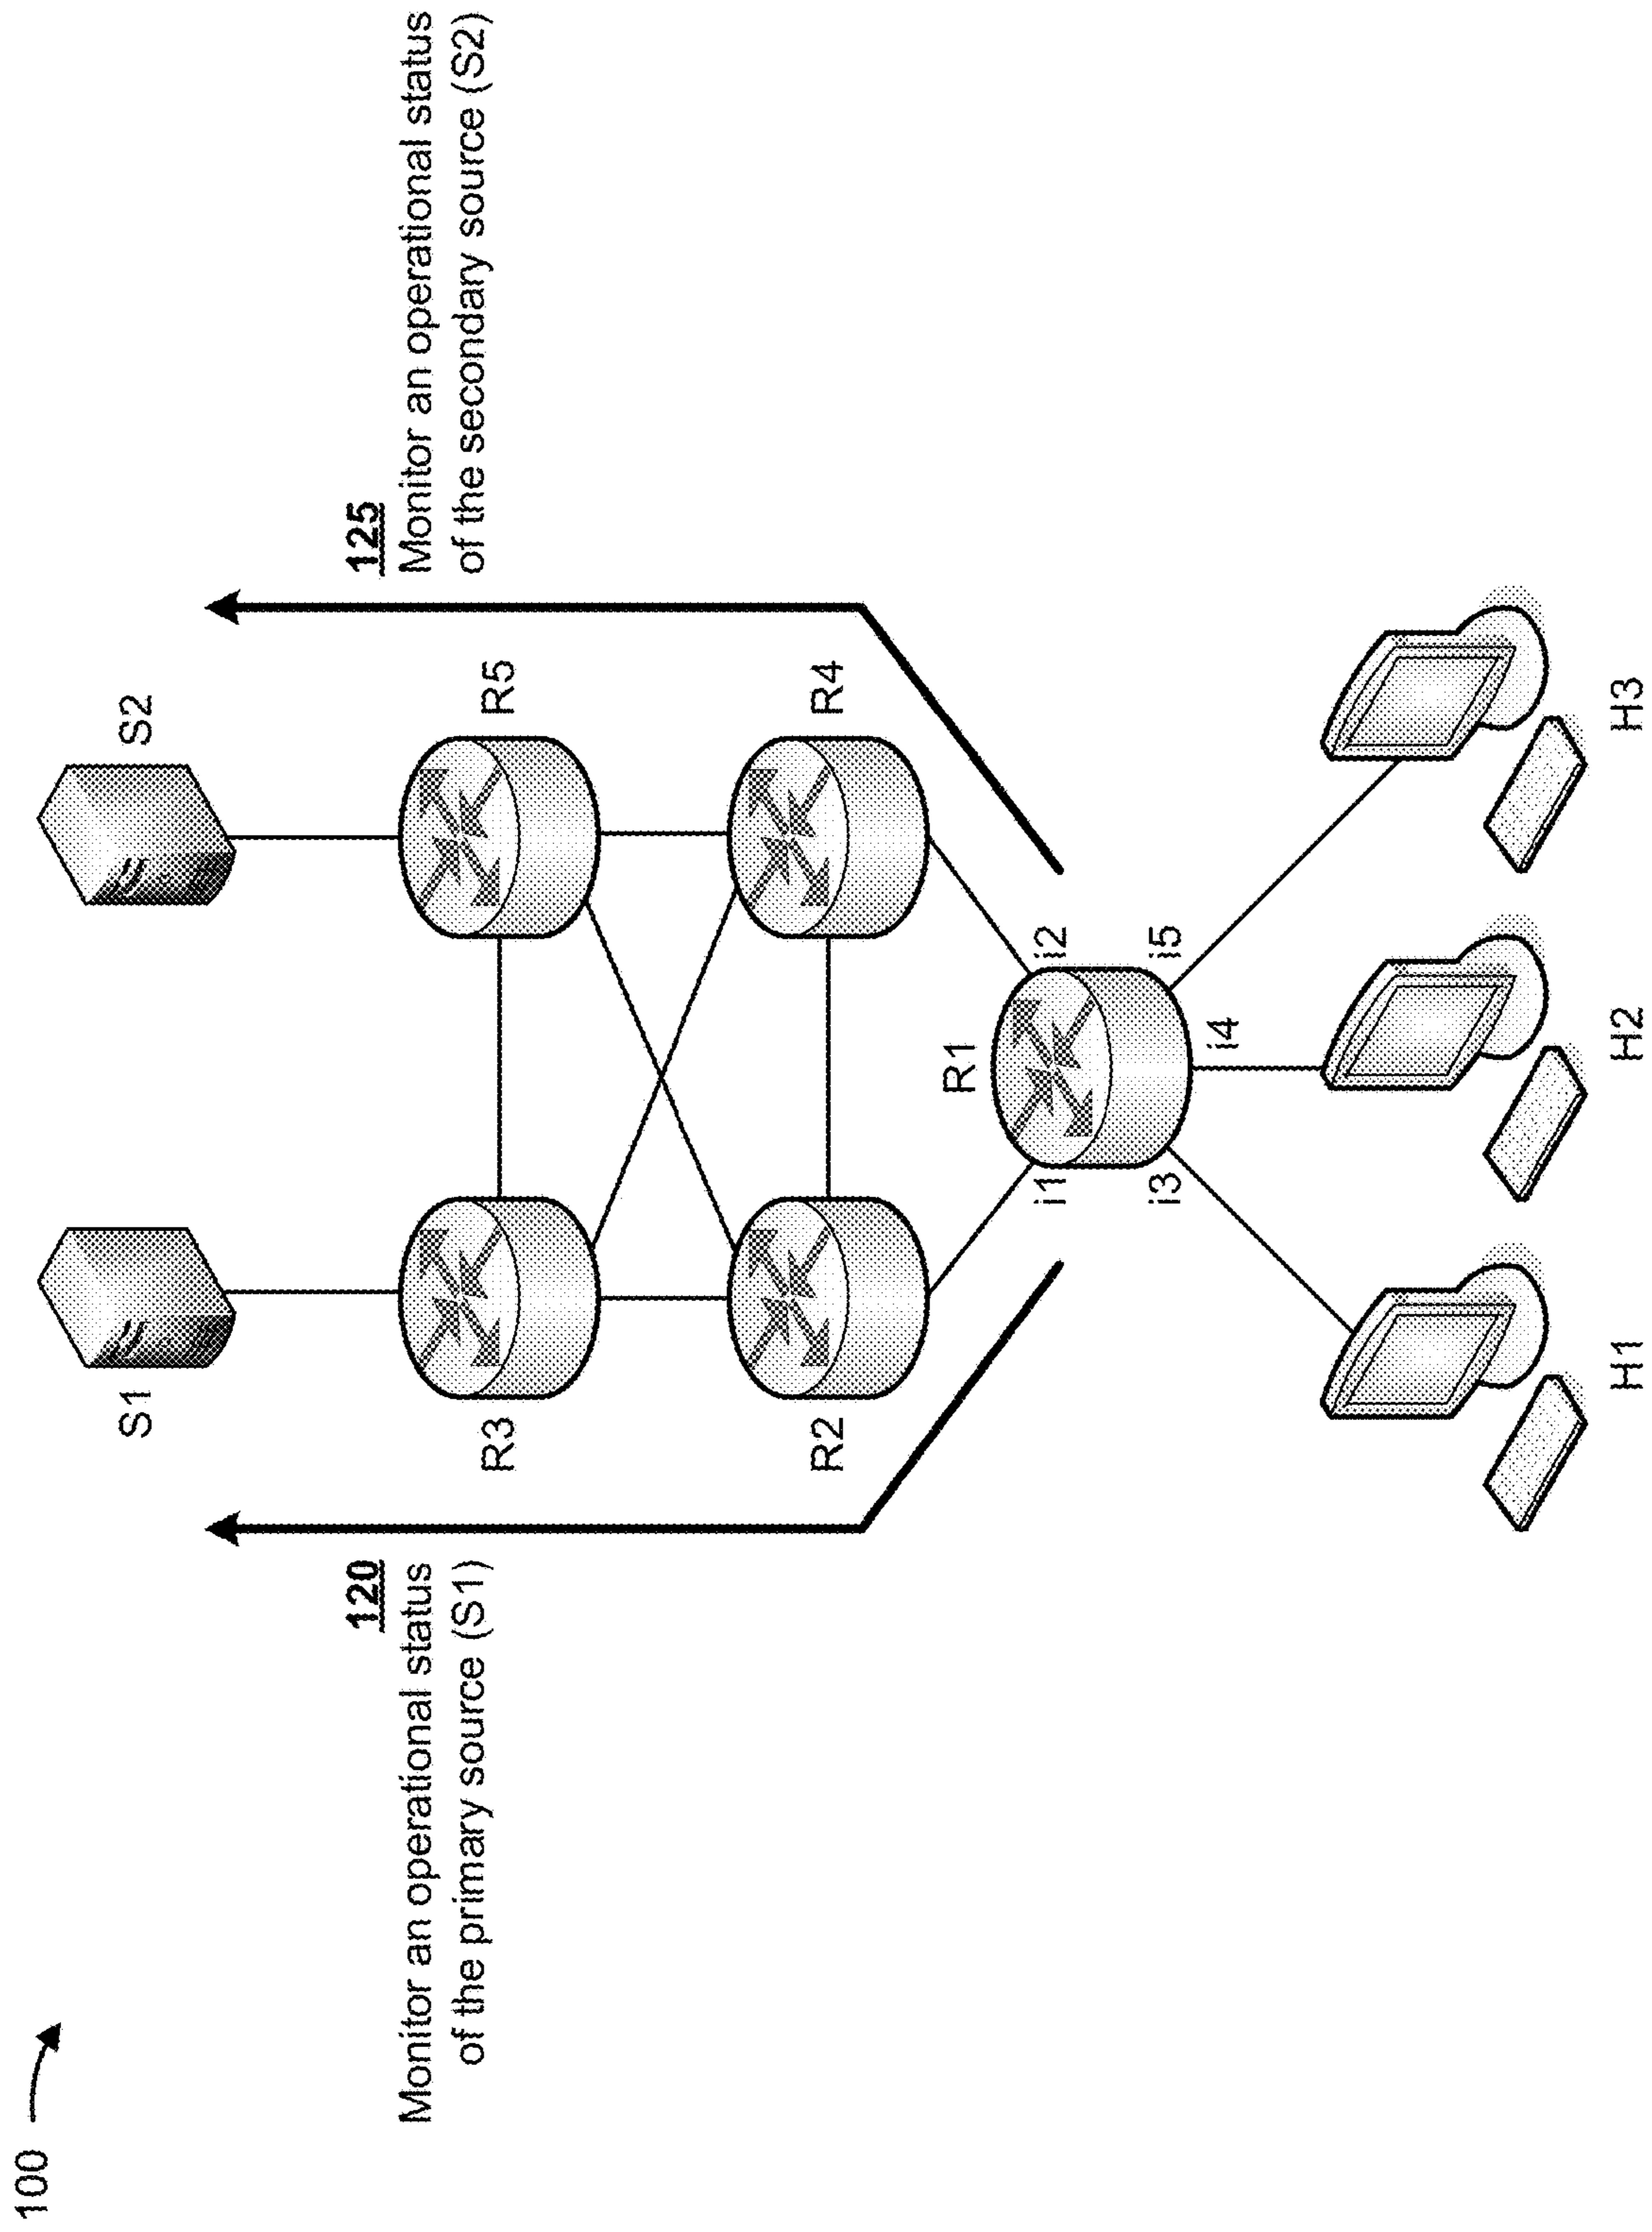 100
S1
S2
120
Monitor an operational status
of the primary source (S1)
125
Monitor an operational status
of the secondary source (S2)
R3
R5
R2
R4
R1
i1
i2
i3
i4
i5
H1
H2
H3